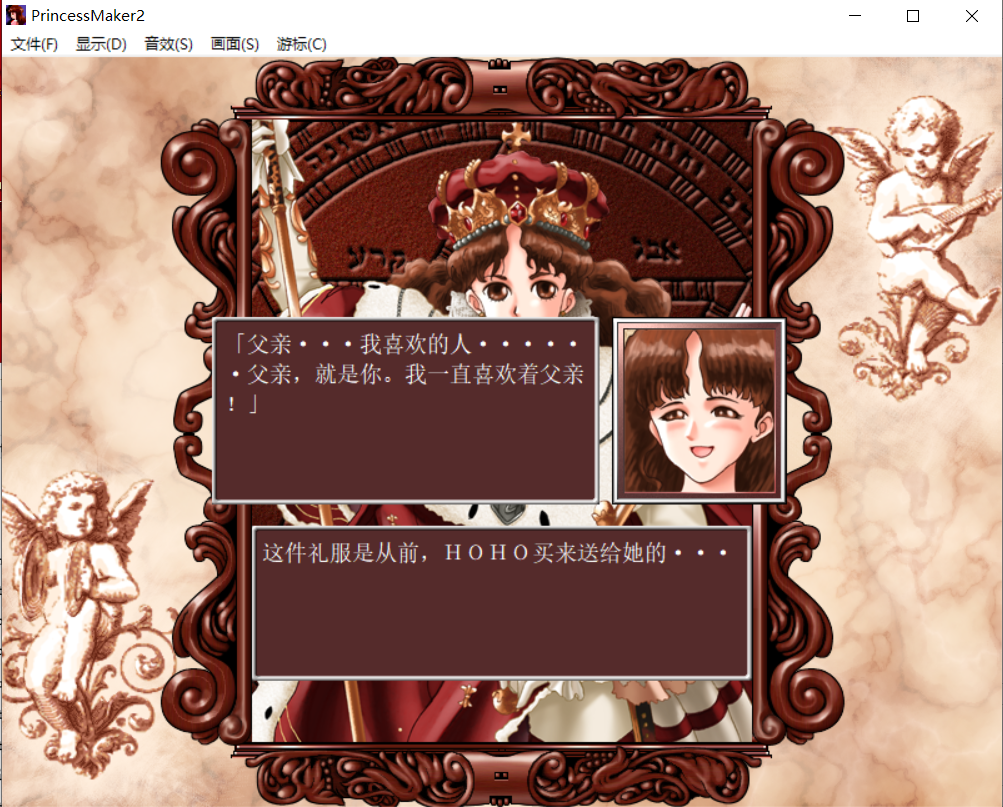 PrincessMaker2
文件(F) 显示(D) 音效(S) 画面(S) 游标(C)
「父亲・・・我喜欢的人・・・・・
・父亲，就是你。我一直喜欢着父亲
！」
这件礼服是从前，ＨＯＨＯ买来送给她的・・・